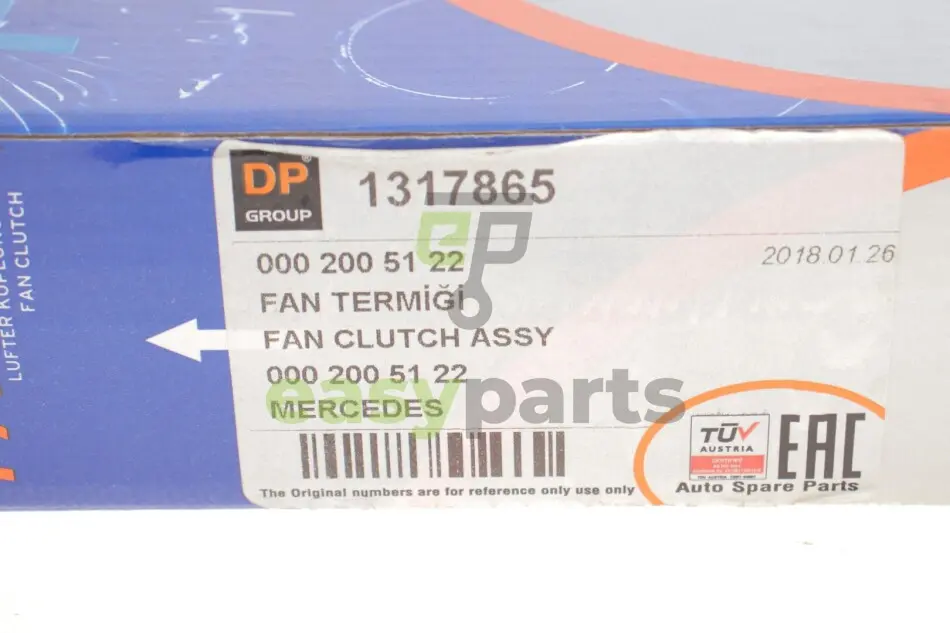 DP
GROUP
1317865
000 200 51 22
2018.01.26
FAN TERMİĞİ
FAN CLUTCH ASSY
000 200 51 22
MERCEDES
easyparts
The Original numbers are for reference only use only
TÜV
AUSTRIA
EAC
Auto Spare Parts
FAN CLUTCH